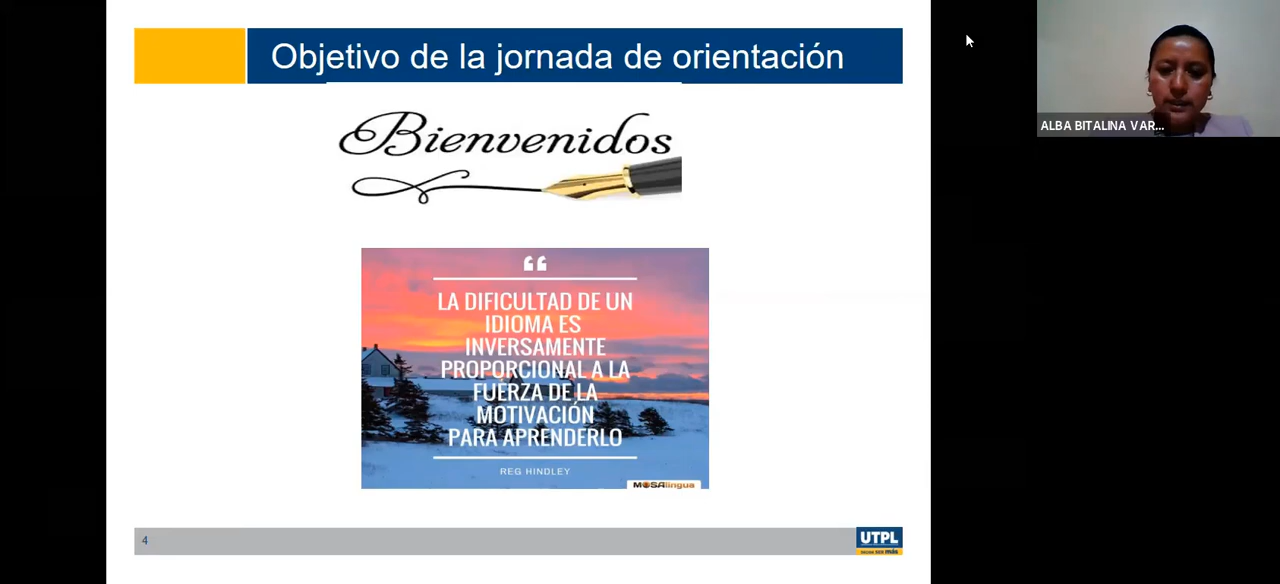 Objetivo de la jornada de orientación
ALBA BITALINA VAR...
Bienvenidos
LA DIFICULTAD DE UN
IDIOMA ES
INVERSAMENTE
PROPORCIONAL A LA
FUERZA DE LA
MOTIVACIÓN
PARA APRENDERLO
REG HINDLEY
MOSAlingua
4
UTPL